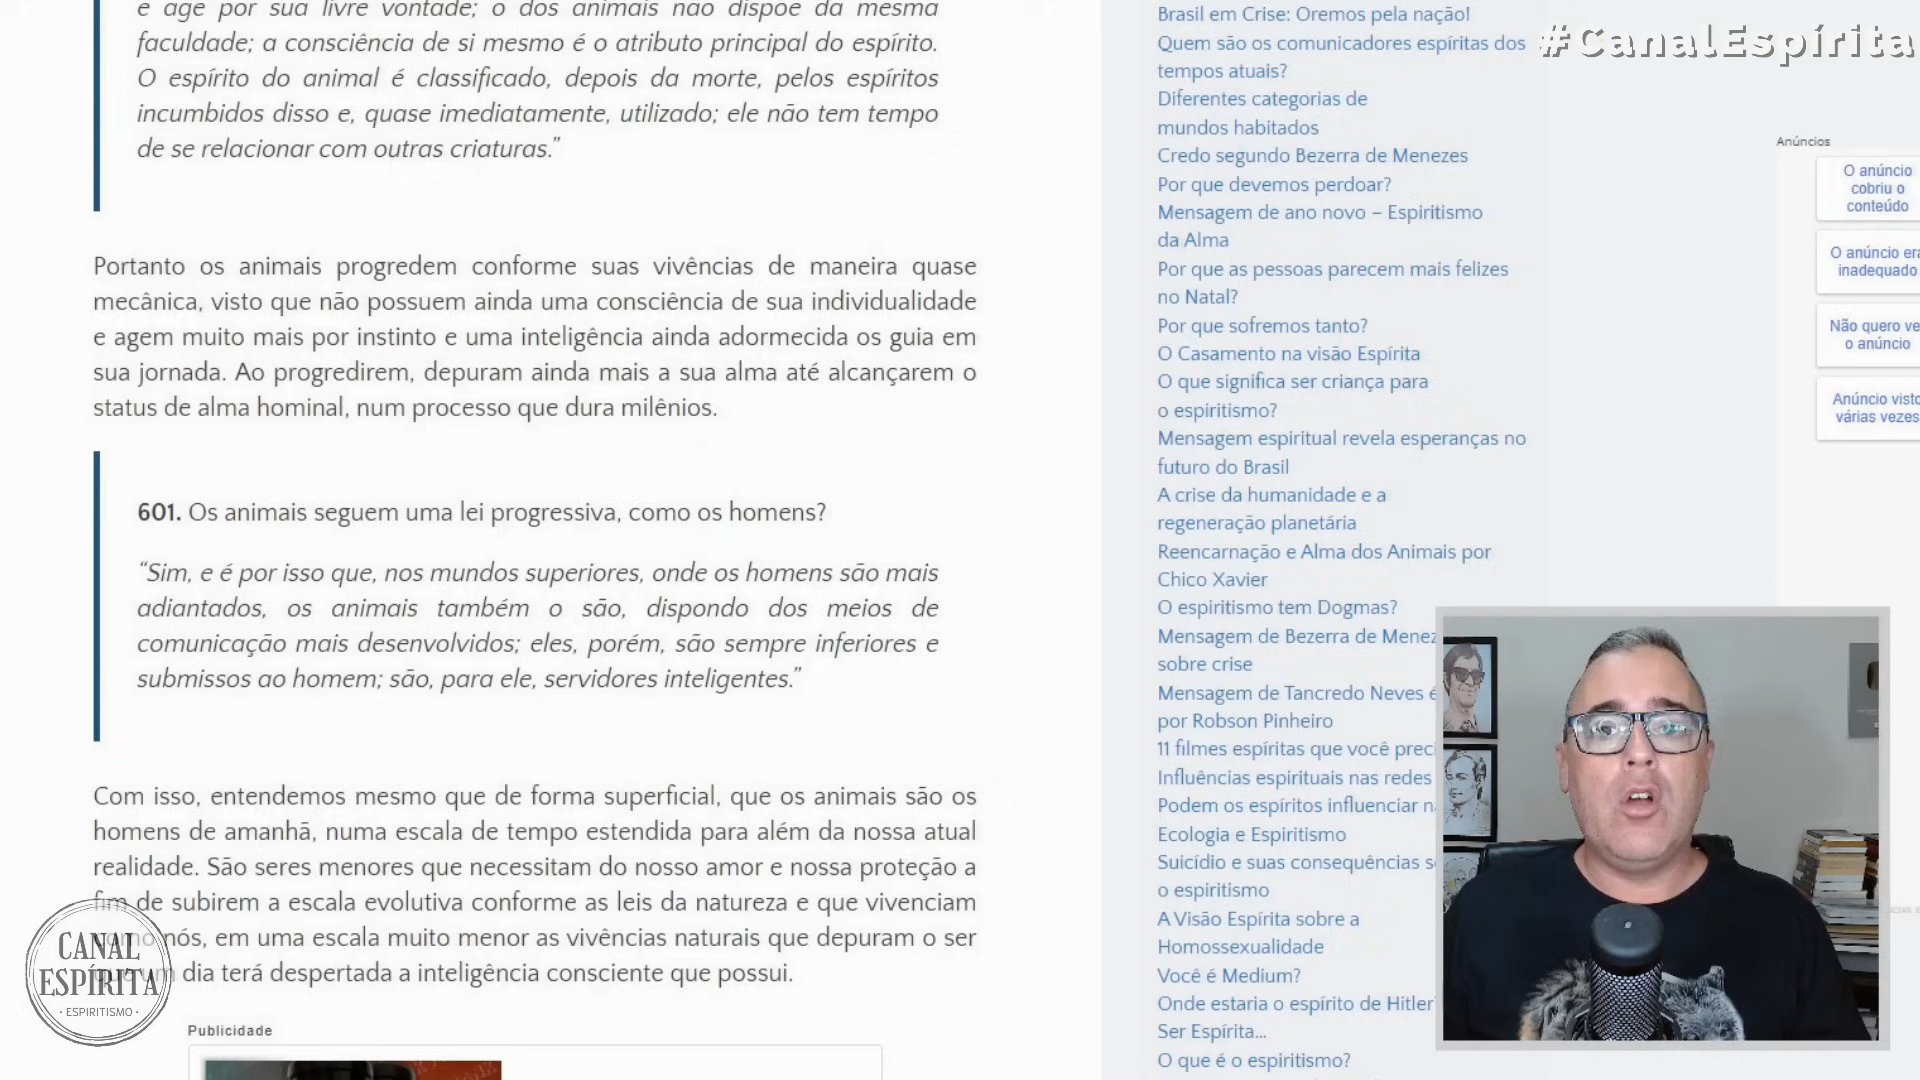 e age por sua livre vontade; o dos animais não dispõe da mesma
faculdade; a consciência de si mesmo é o atributo principal do espírito.
O espírito do animal é classificado, depois da morte, pelos espíritos
incumbidos disso e, quase imediatamente, utilizado; ele não tem tempo
de se relacionar com outras criaturas.”
Portanto os animais progredem conforme suas vivências de maneira quase
mecânica, visto que não possuem ainda uma consciência de sua individualidade
e agem muito mais por instinto e uma inteligência ainda adormecida os guia em
sua jornada. Ao progredirem, depuram ainda mais a sua alma até alcançarem o
status de alma hominal, num processo que dura milênios.
601. Os animais seguem uma lei progressiva, como os homens?
“Sim, e é por isso que, nos mundos superiores, onde os homens são mais
adiantados, os animais também o são, dispondo dos meios de
comunicação mais desenvolvidos; eles, porém, são sempre inferiores e
submissos ao homem; são, para ele, servidores inteligentes.”
Com isso, entendemos mesmo que de forma superficial, que os animais são os
homens de amanhã, numa escala de tempo estendida para além da nossa atual
realidade. São seres menores que necessitam do nosso amor e nossa proteção a
fim de subirem a escala evolutiva conforme as leis da natureza e que vivenciam
nós, em uma escala muito menor as vivências naturais que depuram o ser
dia terá despertada a inteligência consciente que possui.
CANAL
ESPÍRITA
· ESPIRITISMO ·
Publicidade
Brasil em Crise: Oremos pela nação!
Quem são os comunicadores espíritas dos
tempos atuais?
Diferentes categorias de
mundos habitados
Credo segundo Bezerra de Menezes
Por que devemos perdoar?
Mensagem de ano novo – Espiritismo
da Alma
Por que as pessoas parecem mais felizes
no Natal?
Por que sofremos tanto?
O Casamento na visão Espírita
O que significa ser criança para
o espiritismo?
Mensagem espiritual revela esperanças no
futuro do Brasil
A crise da humanidade e a
regeneração planetária
Reencarnação e Alma dos Animais por
Chico Xavier
O espiritismo tem Dogmas?
Mensagem de Bezerra de Menez
sobre crise
Mensagem de Tancredo Neves é
por Robson Pinheiro
11 filmes espíritas que você preci
Influências espirituais nas redes
Podem os espíritos influenciar n
Ecologia e Espiritismo
Suicídio e suas consequências s
o espiritismo
A Visão Espírita sobre a
Homossexualidade
Você é Medium?
Onde estaria o espírito de Hitler?
Ser Espírita...
O que é o espiritismo?
#CanalEspírita
Anúncios
O anúncio
cobriu o
conteúdo
O anúncio era
inadequado
Não quero ve
o anúncio
Anúncio visto
várias vezes